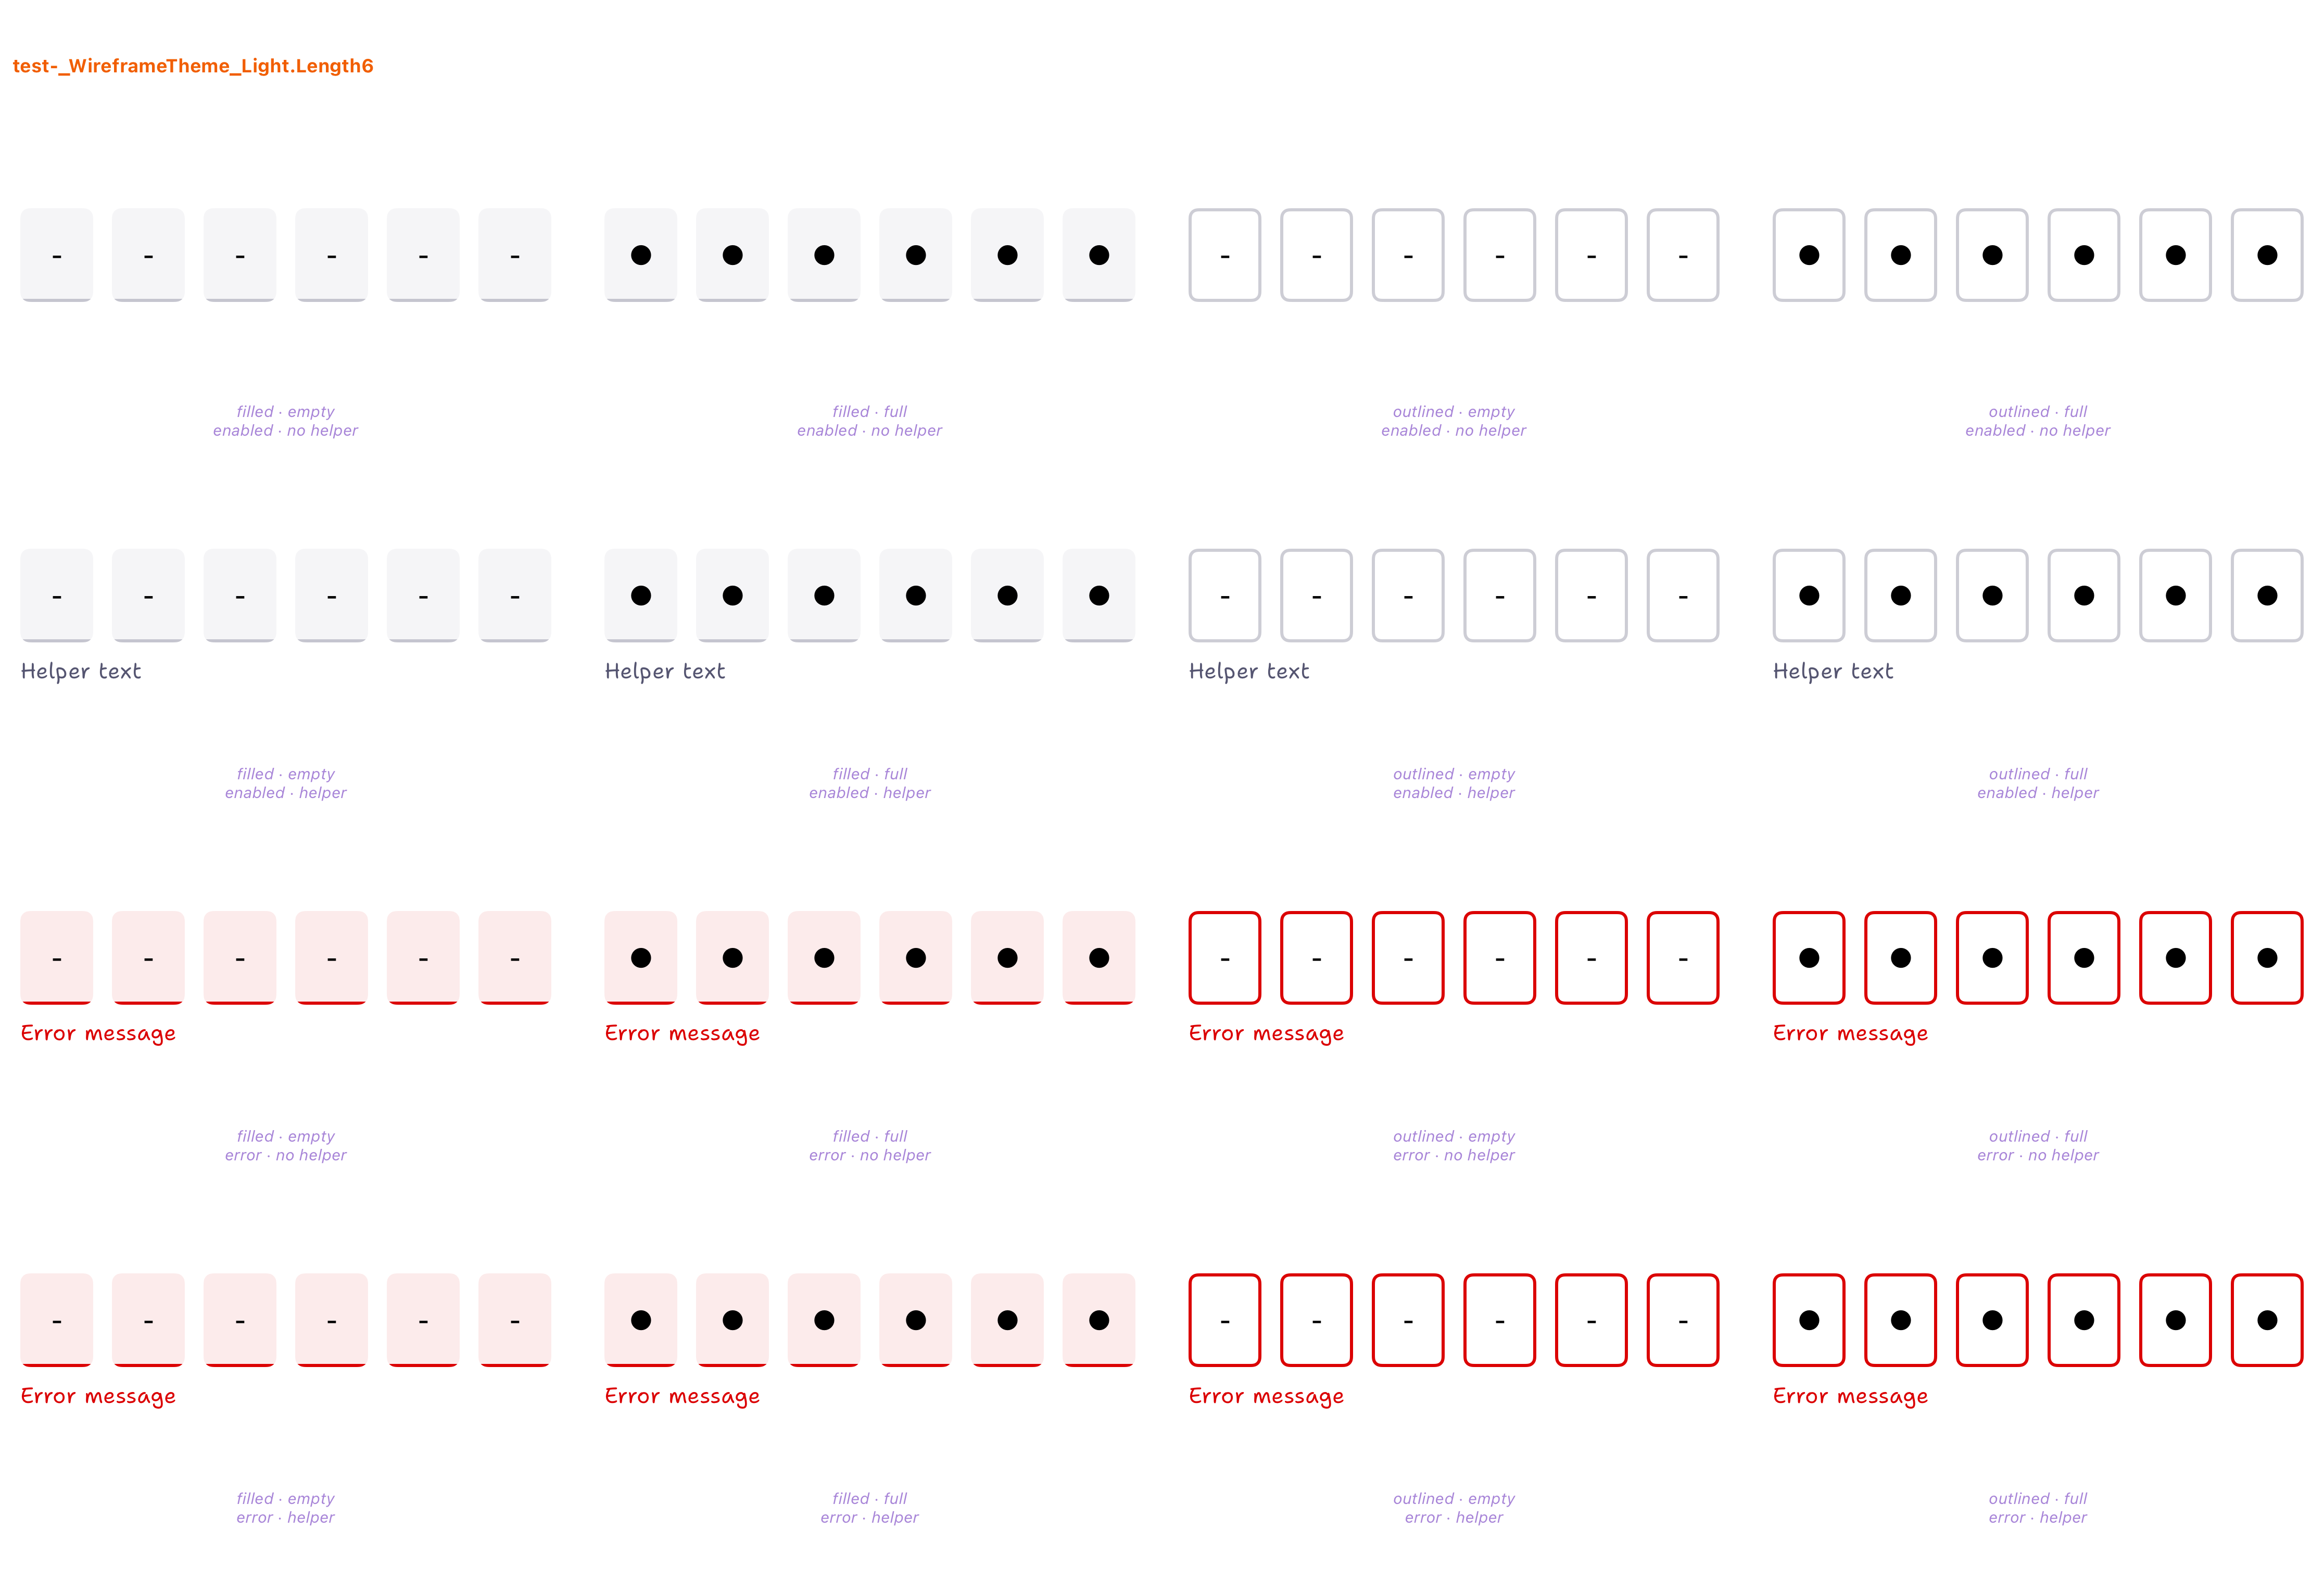 test-_WireframeTheme_Light.Length6
- - - - - - ● ● ● ● ● ● - - - - - - ● ● ● ● ● ●
filled · empty
enabled · no helper
filled · full
enabled · no helper
outlined · empty
enabled · no helper
outlined · full
enabled · no helper
- - - - - - ● ● ● ● ● ● - - - - - - ● ● ● ● ● ●
Helper text
Helper text
Helper text
Helper text
filled · empty
enabled · helper
filled · full
enabled · helper
outlined · empty
enabled · helper
outlined · full
enabled · helper
- - - - - - ● ● ● ● ● ● - - - - - - ● ● ● ● ● ●
Error message
Error message
Error message
Error message
filled · empty
error · no helper
filled · full
error · no helper
outlined · empty
error · no helper
outlined · full
error · no helper
- - - - - - ● ● ● ● ● ● - - - - - - ● ● ● ● ● ●
Error message
Error message
Error message
Error message
filled · empty
error · helper
filled · full
error · helper
outlined · empty
error · helper
outlined · full
error · helper